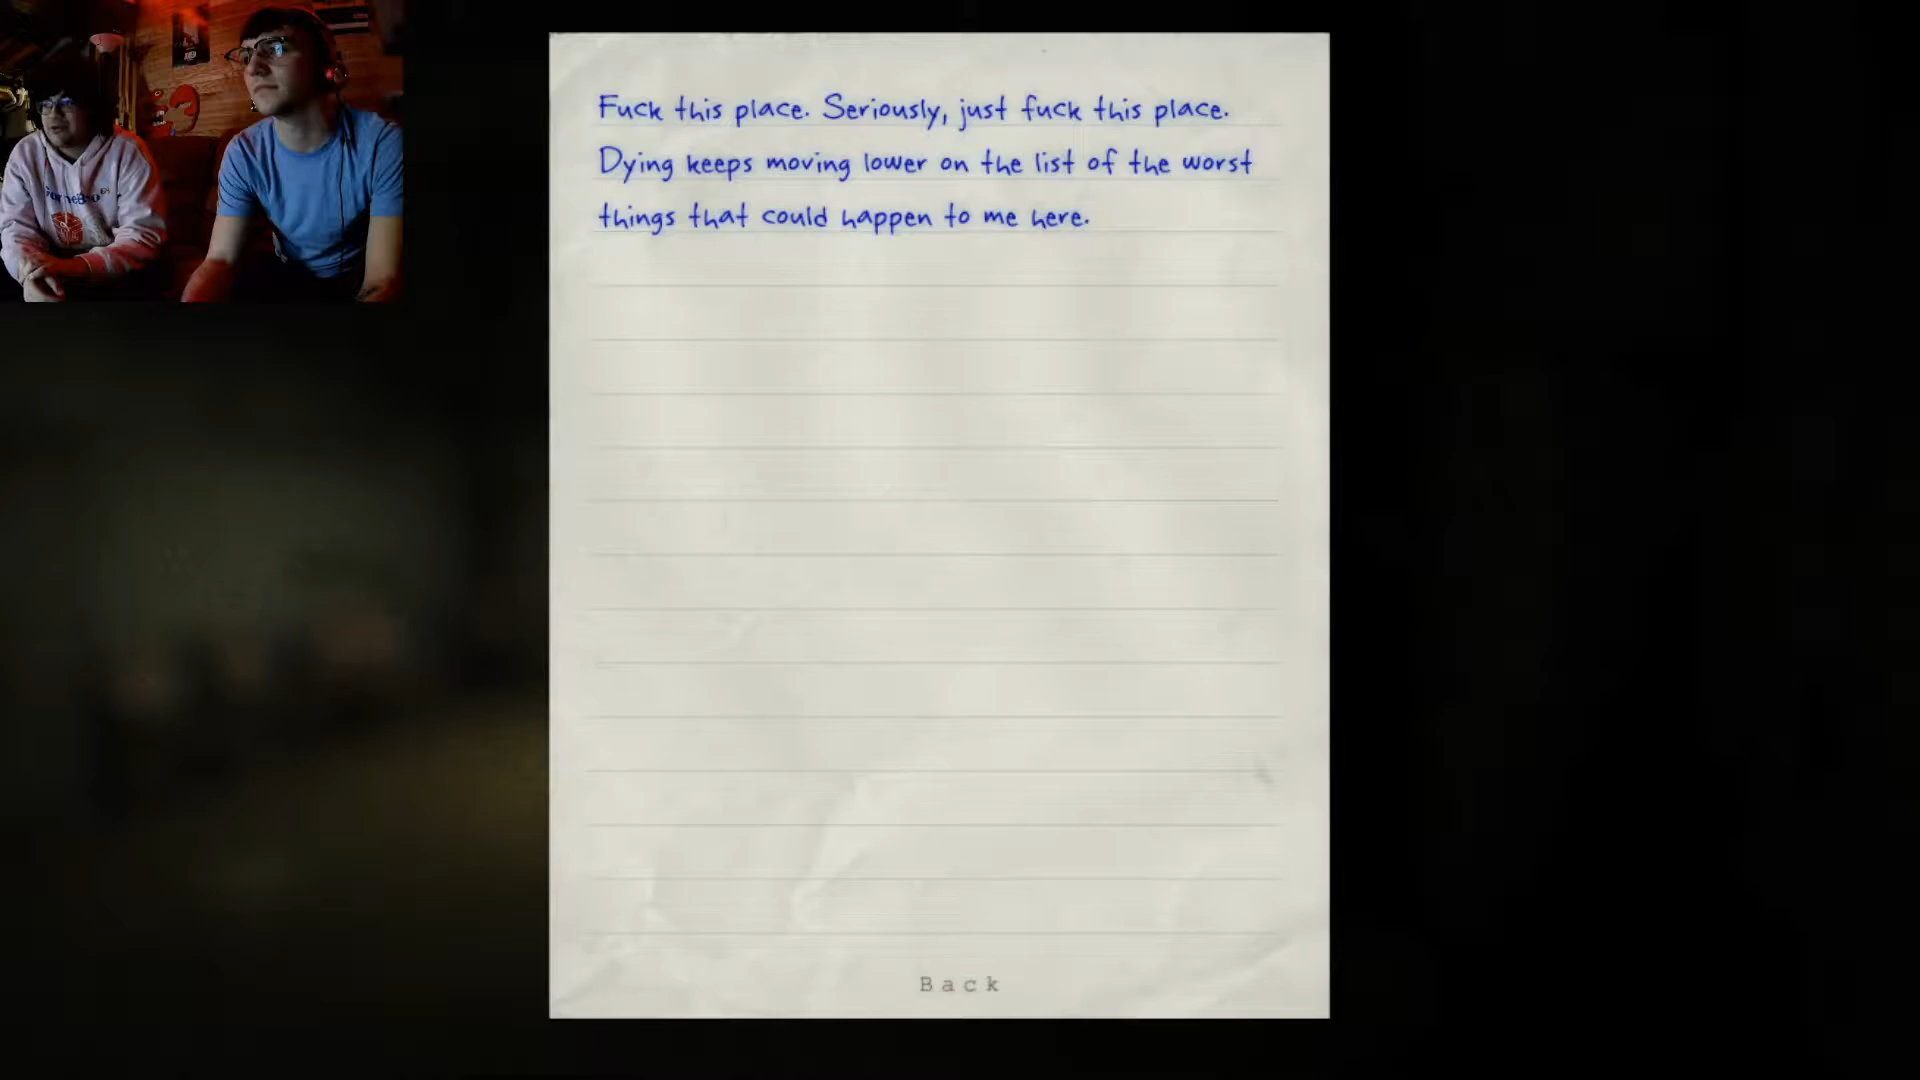 Fuck this place. Seriously, just fuck this place.
Dying keeps moving lower on the list of the worst
things that could happen to me here.
Back